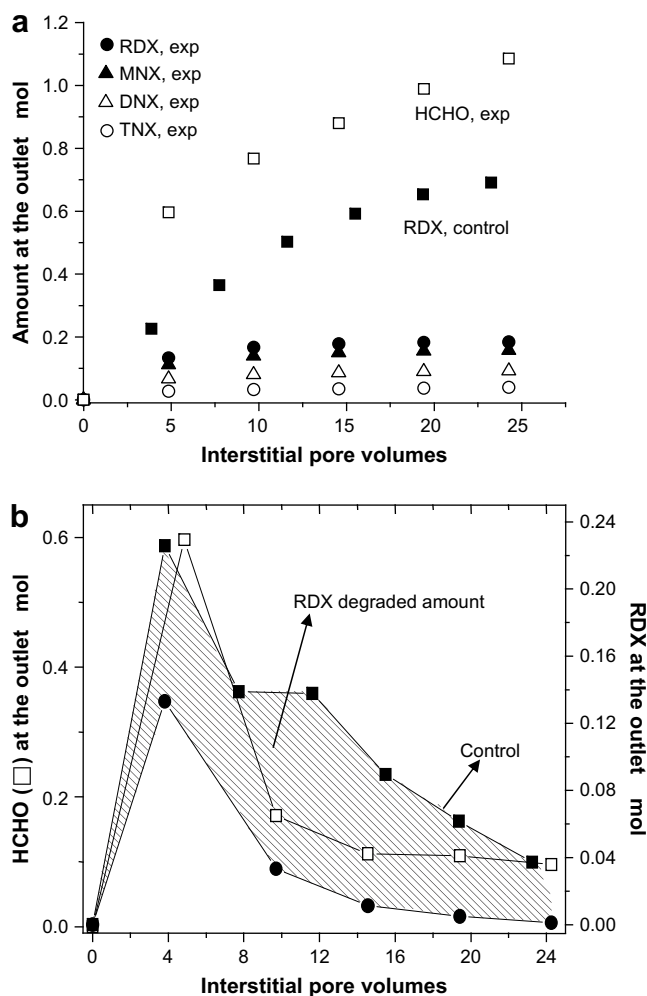 a
1.2
1.0
0.8
0.6
0.4
0.2
0.0
Amount at the outlet mol
RDX, exp
MNX, exp
DNX, exp
TNX, exp
HCHO, exp
RDX, control
0 5 10 15 20 25
Interstitial pore volumes
b
0.6
0.4
0.2
0.0
HCHO (□) at the outlet mol
RDX degraded amount
Control
0.24
0.20
0.16
0.12
0.08
0.04
0.00
RDX at the outlet mol
0 4 8 12 16 20 24
Interstitial pore volumes